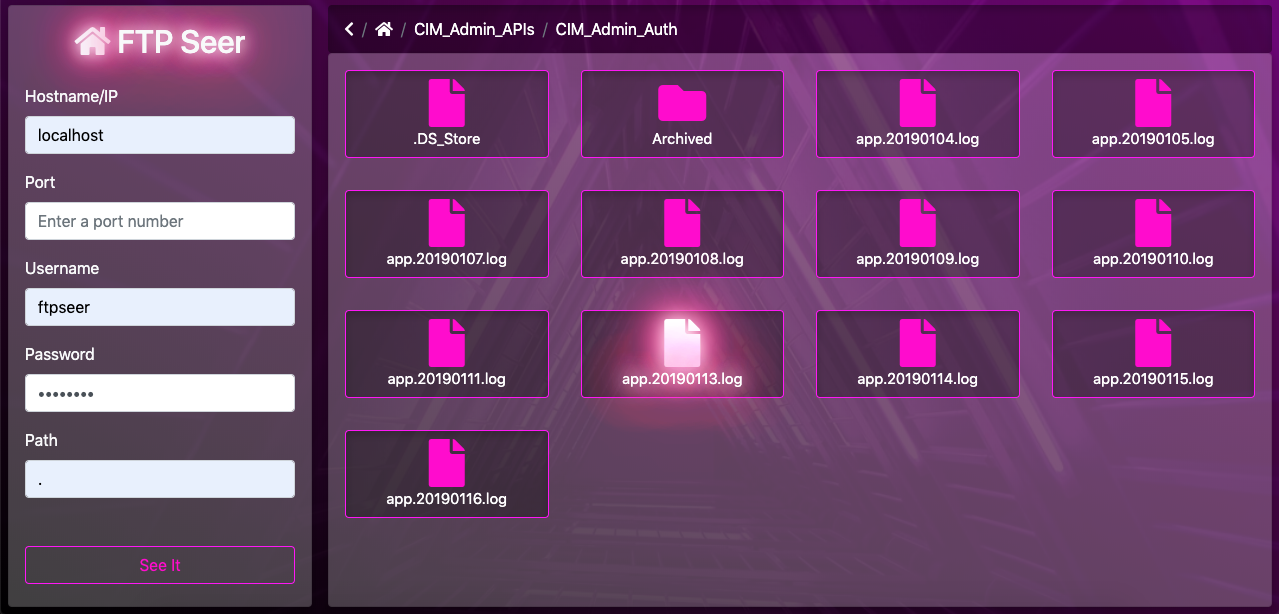 FTP Seer
Hostname/IP
localhost
Port
Enter a port number
Username
ftpseer
Password
••••••••
Path
.
See It
/ / CIM_Admin_APIs / CIM_Admin_Auth
.DS_Store
Archived
app.20190104.log
app.20190105.log
app.20190107.log
app.20190108.log
app.20190109.log
app.20190110.log
app.20190111.log
app.20190113.log
app.20190114.log
app.20190115.log
app.20190116.log